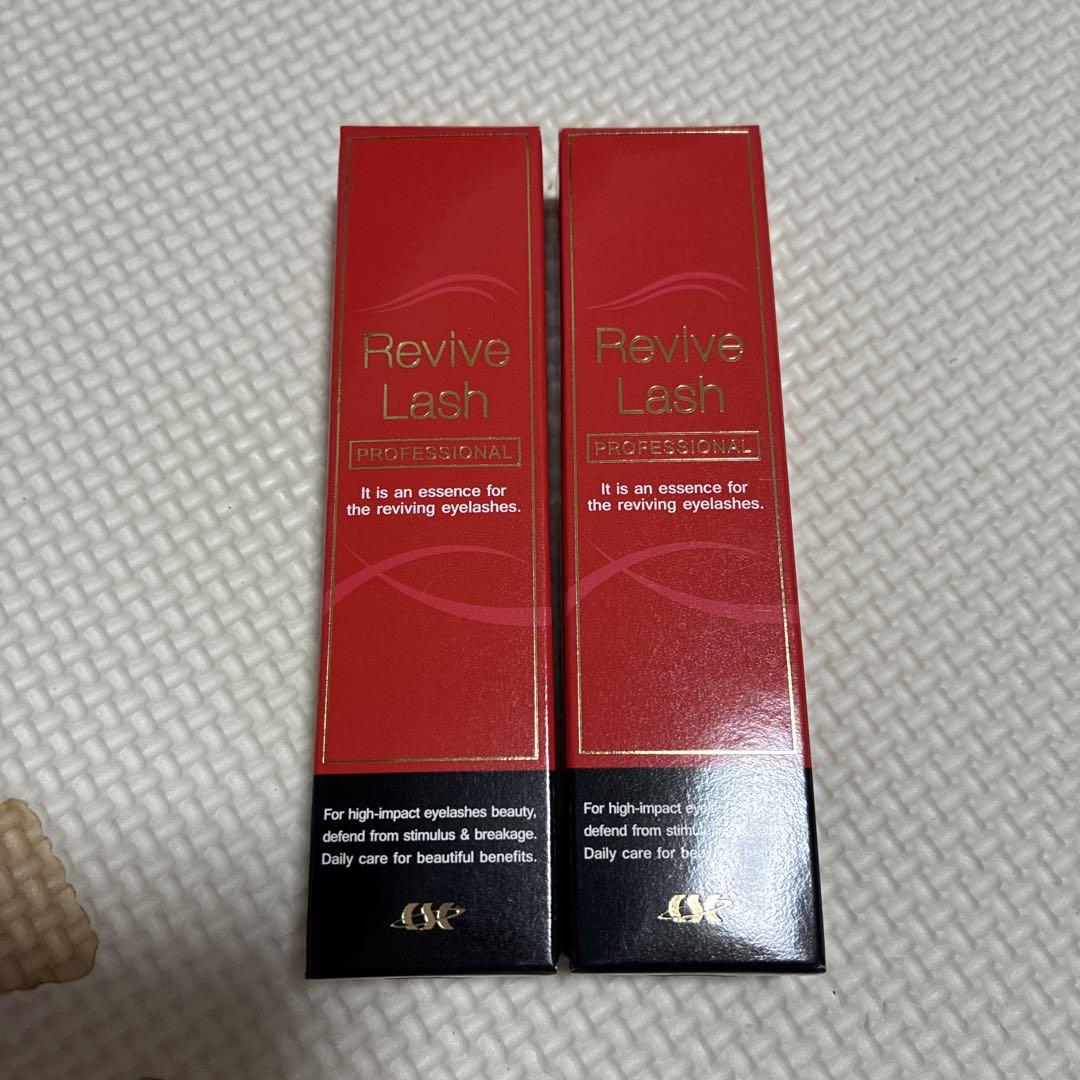 Revive
Lash
PROFESSIONAL
It is an essence for
the reviving eyelashes.
For high-impact eyelashes beauty,
defend from stimulus & breakage.
Daily care for beautiful benefits.
Revive
Lash
PROFESSIONAL
It is an essence for
the reviving eyelashes.
For high-impact
defend from
Daily care for